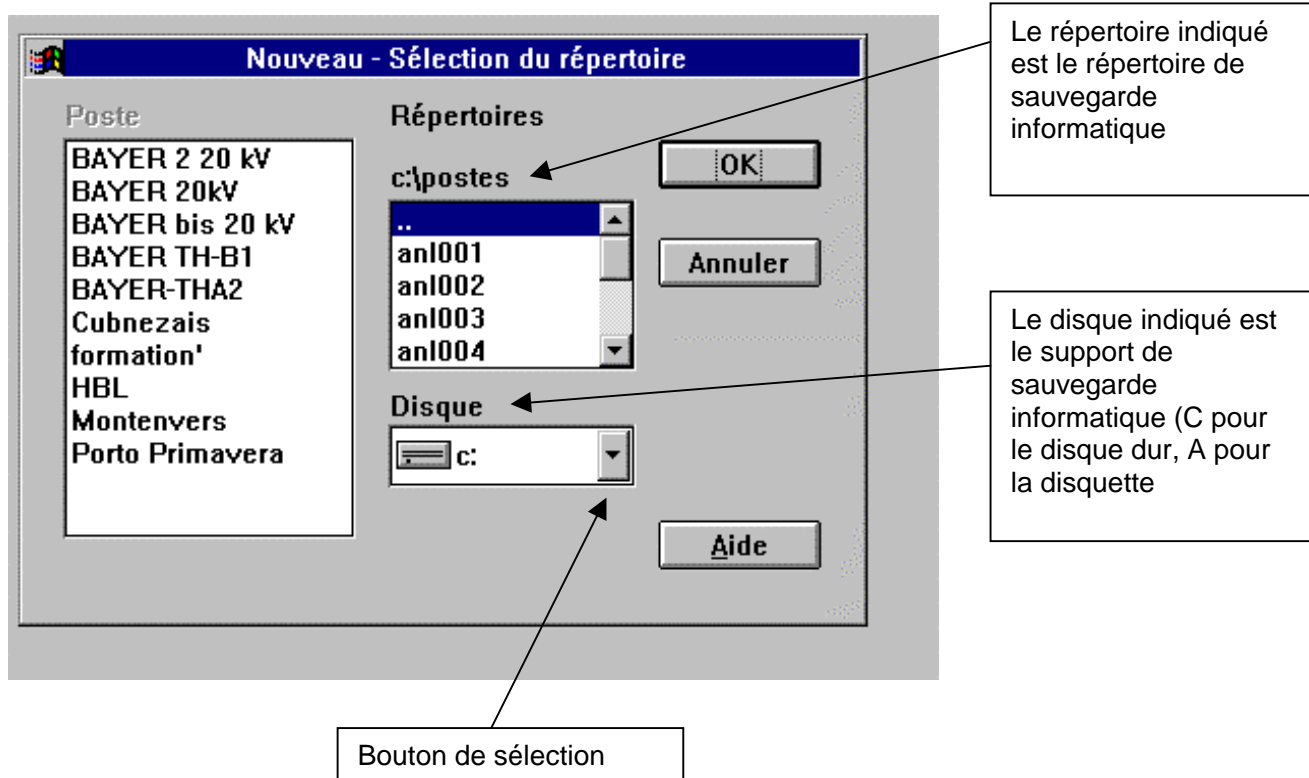 Nouveau - Sélection du répertoire
Poste
BAYER 2 20 kV
BAYER 20kV
BAYER bis 20 kV
BAYER TH-B1
BAYER-THA2
Cubnezais
formation'
HBL
Montenvers
Porto Primavera
Répertoires
c:\postes
..
anl001
anl002
anl003
anl004
Disque
c:
OK
Annuler
Aide
Le répertoire indiqué
est le répertoire de
sauvegarde
informatique
Le disque indiqué est
le support de
sauvegarde
informatique (C pour
le disque dur, A pour
la disquette
Bouton de sélection